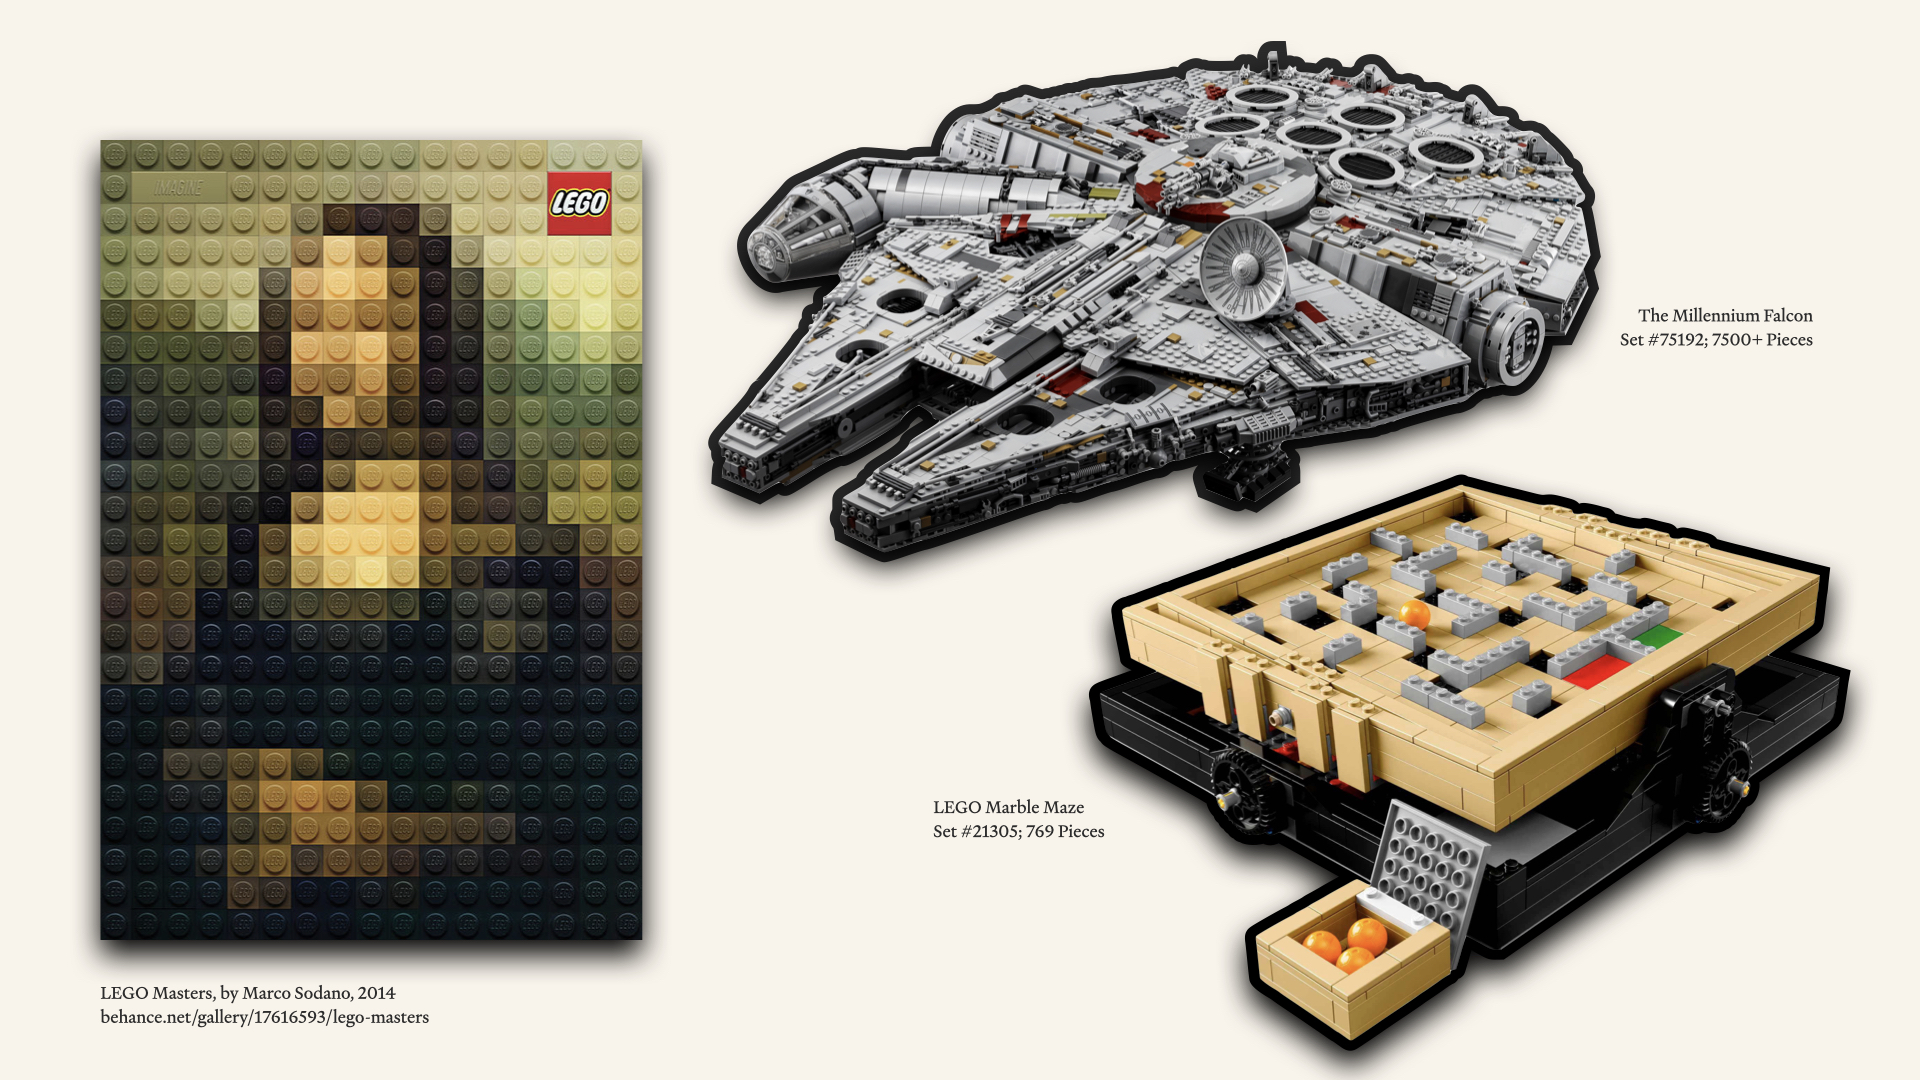 IMAGINE
LEGO
LEGO Masters, by Marco Sodano, 2014
behance.net/gallery/17616593/lego-masters
The Millennium Falcon
Set #75192; 7500+ Pieces
LEGO Marble Maze
Set #21305; 769 Pieces